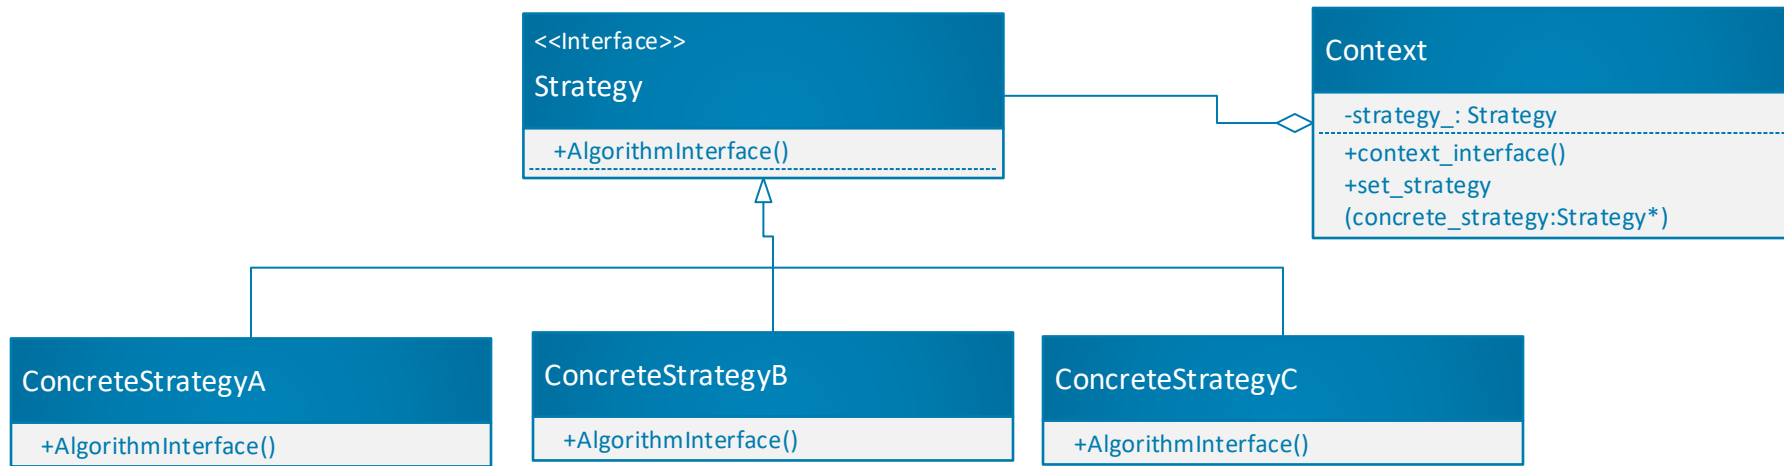 <<Interface>>
Strategy
+AlgorithmInterface()
Context
-strategy_: Strategy
+context_interface()
+set_strategy
(concrete_strategy:Strategy*)
ConcreteStrategyA
+AlgorithmInterface()
ConcreteStrategyB
+AlgorithmInterface()
ConcreteStrategyC
+AlgorithmInterface()